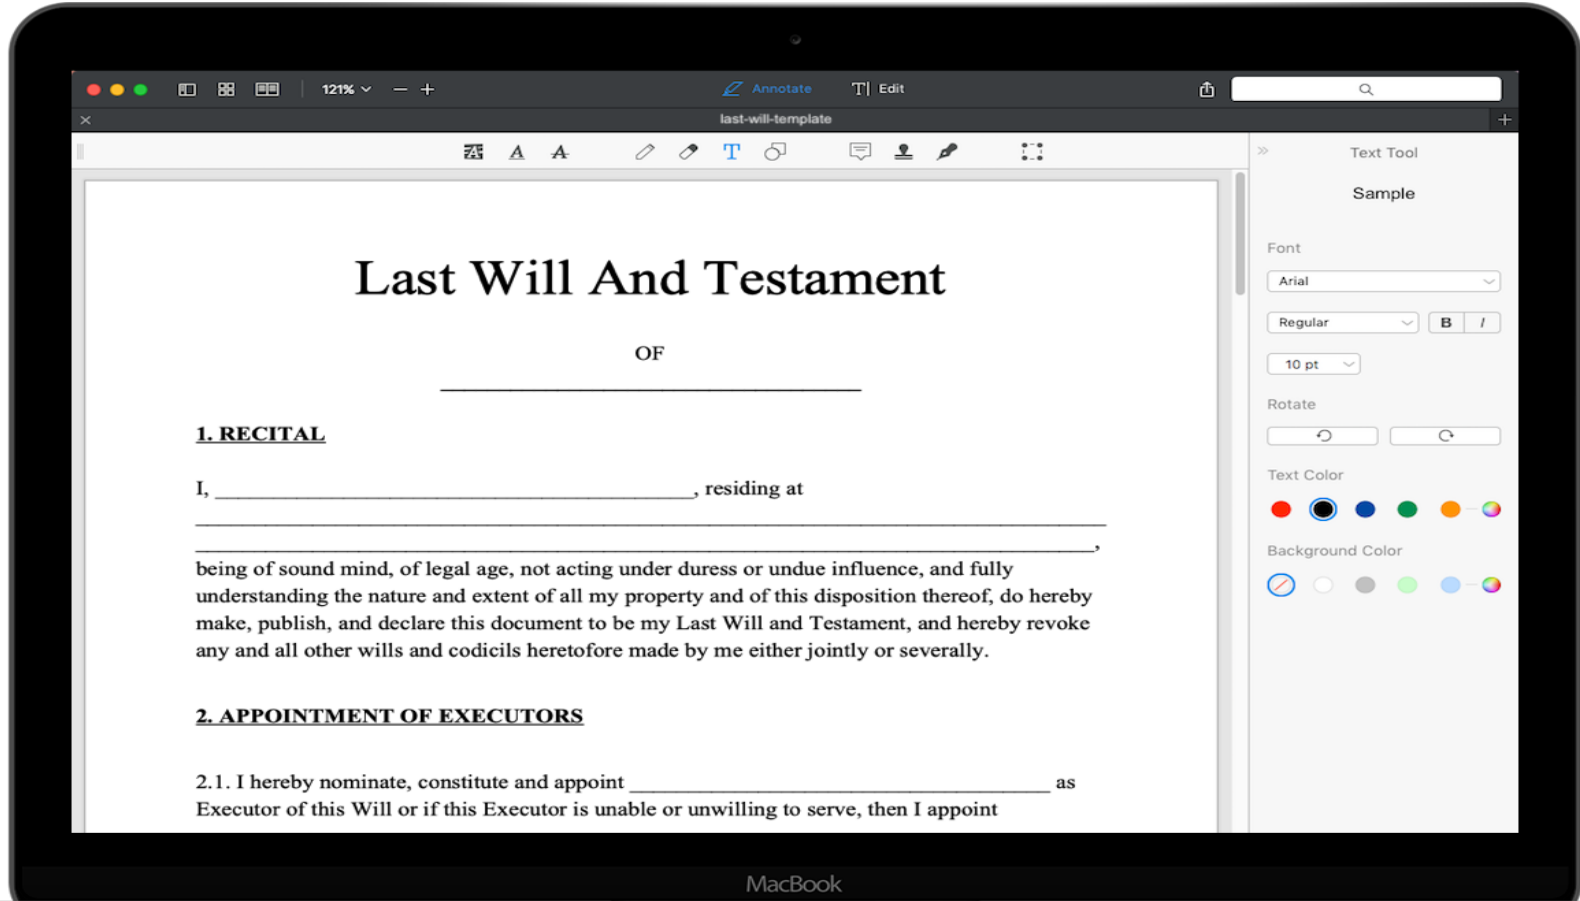 121%
Annotate
T| Edit
last-will-template
A A A T
Text Tool
Sample
Last Will And Testament
OF
1. RECITAL
I, ______________________, residing at
______________________
______________________,
being of sound mind, of legal age, not acting under duress or undue influence, and fully
understanding the nature and extent of all my property and of this disposition thereof, do hereby
make, publish, and declare this document to be my Last Will and Testament, and hereby revoke
any and all other wills and codicils heretofore made by me either jointly or severally.
2. APPOINTMENT OF EXECUTORS
2.1. I hereby nominate, constitute and appoint ______________________ as
Executor of this Will or if this Executor is unable or unwilling to serve, then I appoint
Font
Arial
Regular
B I
10 pt
Rotate
Text Color
Background Color
MacBook